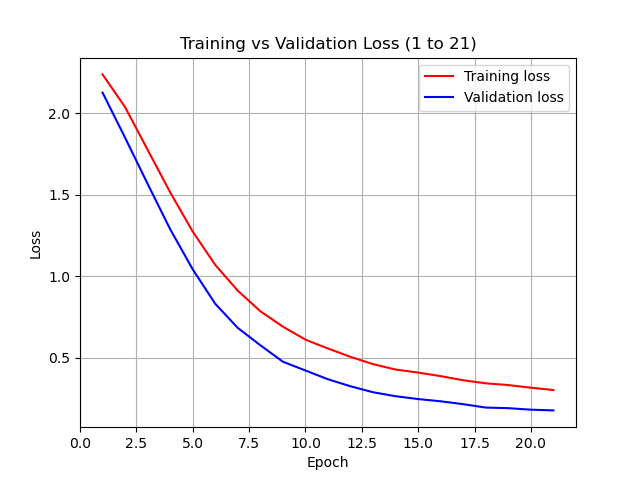 Training vs Validation Loss (1 to 21)
Training loss
Validation loss
2.0
1.5
1.0
0.5
Loss
0.0 2.5 5.0 7.5 10.0 12.5 15.0 17.5 20.0
Epoch